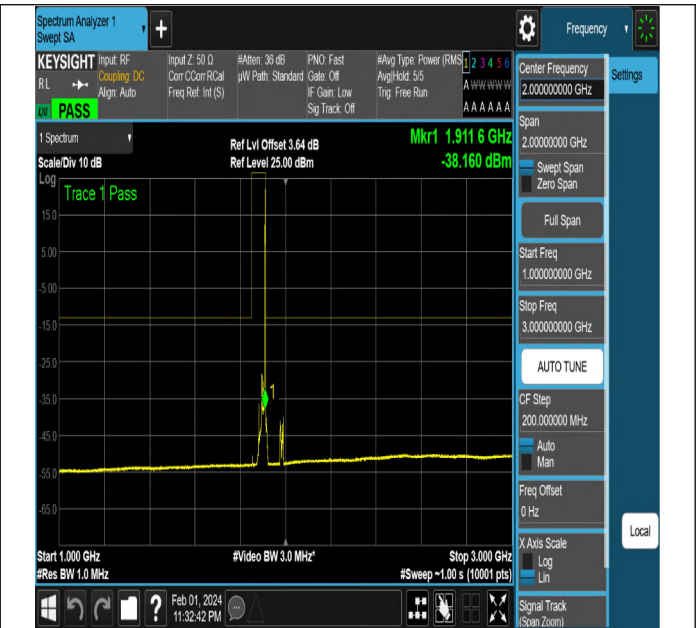 Spectrum Analyzer 1
Swept SA
Frequency
Settings
KEYSIGHT
RL
LXI
PASS
Input: RF
Coupling: DC
Align: Auto
Input Z: 50 Ω
Corr CCorr RCal
Freq Ref: Int (S)
#Atten: 36 dB
µW Path: Standard
PNO: Fast
Gate: Off
IF Gain: Low
Sig Track: Off
#Avg Type: Power (RMS
Avg|Hold: 5/5
Trig: Free Run
1 2 3 4 5 6
A W W W W W
A A A A A A
1 Spectrum
Scale/Div 10 dB
Log
Ref Lvl Offset 3.64 dB
Ref Level 25.00 dBm
Mkr1 1.911 6 GHz
-38.160 dBm
Trace 1 Pass
15.0
5.00
-5.00
-15.0
-25.0
-35.0
-45.0
-55.0
-65.0
1
Start 1.000 GHz
#Res BW 1.0 MHz
#Video BW 3.0 MHz*
Stop 3.000 GHz
#Sweep ~1.00 s (10001 pts)
Center Frequency
2.000000000 GHz
Span
2.00000000 GHz
Swept Span
Zero Span
Full Span
Start Freq
1.000000000 GHz
Stop Freq
3.000000000 GHz
AUTO TUNE
CF Step
200.000000 MHz
Auto
Man
Freq Offset
0 Hz
X Axis Scale
Log
Lin
Signal Track
(Span Zoom)
Local
?
Feb 01, 2024
11:32:42 PM